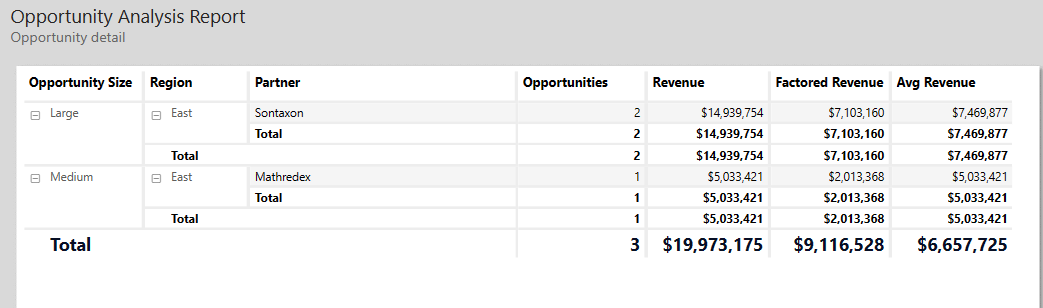 Opportunity Analysis Report
Opportunity detail
Opportunity Size Region Partner Opportunities Revenue Factored Revenue Avg Revenue
Large East Sontaxon 2 $14,939,754 $7,103,160 $7,469,877
Total 2 $14,939,754 $7,103,160 $7,469,877
Total 2 $14,939,754 $7,103,160 $7,469,877
Medium East Mathredex 1 $5,033,421 $2,013,368 $5,033,421
Total 1 $5,033,421 $2,013,368 $5,033,421
Total 1 $5,033,421 $2,013,368 $5,033,421
Total 3 $19,973,175 $9,116,528 $6,657,725